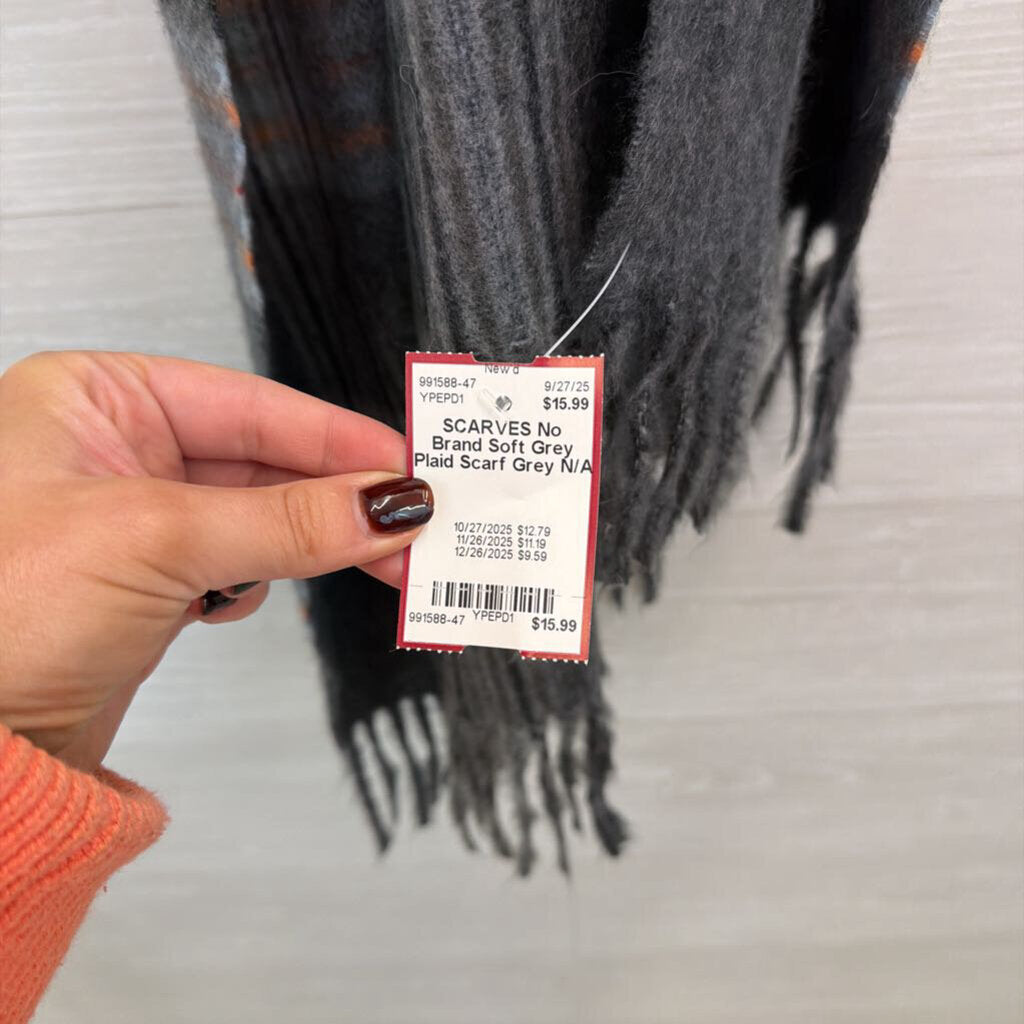 New'd
991588-47 9/27/25
YPEPD1 $15.99
SCARVES No
Brand Soft Grey
Plaid Scarf Grey N/A
10/27/2025 $12.79
11/26/2025 $11.19
12/26/2025 $9.59
991588-47 YPEPD1 $15.99